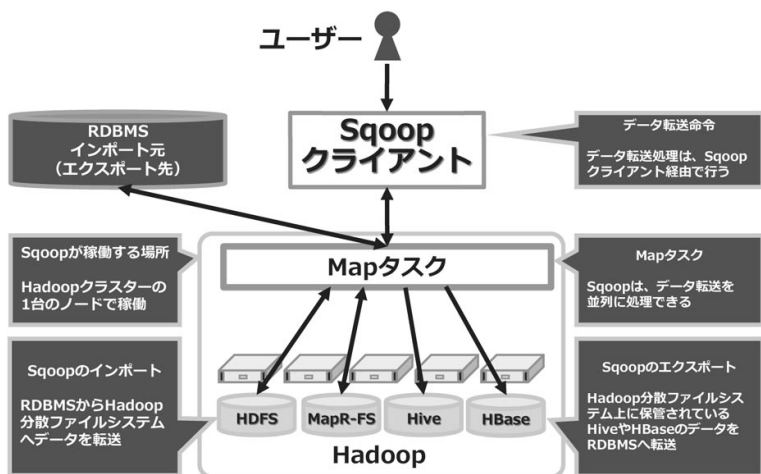 ユーザー
RDBMS
インポート元
（エクスポート先）
Sqoop
クライアント
データ転送命令
データ転送処理は、Sqoop
クライアント経由で行う
Sqoopが稼働する場所
Hadoopクラスターの
1台のノードで稼働
Mapタスク
Mapタスク
Sqoopは、データ転送を
並列に処理できる
Sqoopのインポート
RDBMSからHadoop
分散ファイルシステム
へデータを転送
HDFS
MapR-FS
Hive
HBase
Hadoop
Sqoopのエクスポート
Hadoop分散ファイルシス
テム上に保管されている
HiveやHBaseのデータを
RDBMSへ転送